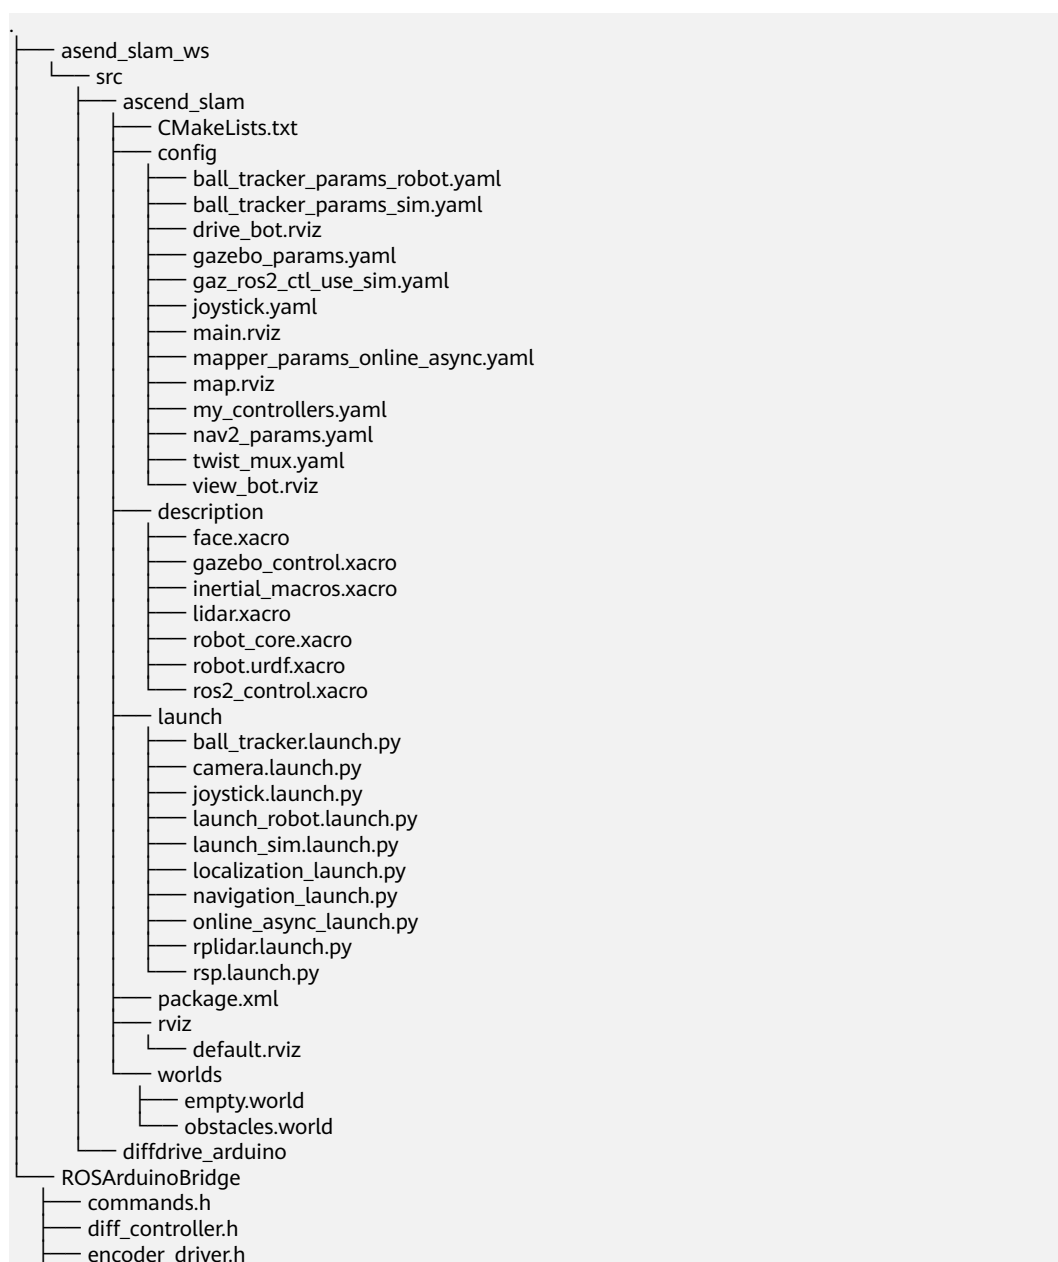 .
asend_slam_ws
src
ascend_slam
CMakeLists.txt
config
ball_tracker_params_robot.yaml
ball_tracker_params_sim.yaml
drive_bot.rviz
gazebo_params.yaml
gaz_ros2_ctl_use_sim.yaml
joystick.yaml
main.rviz
mapper_params_online_async.yaml
map.rviz
my_controllers.yaml
nav2_params.yaml
twist_mux.yaml
view_bot.rviz
description
face.xacro
gazebo_control.xacro
inertial_macros.xacro
lidar.xacro
robot_core.xacro
robot.urdf.xacro
ros2_control.xacro
launch
ball_tracker.launch.py
camera.launch.py
joystick.launch.py
launch_robot.launch.py
launch_sim.launch.py
localization_launch.py
navigation_launch.py
online_async_launch.py
rplidar.launch.py
rsp.launch.py
package.xml
rviz
default.rviz
worlds
empty.world
obstacles.world
diffdrive_arduino
ROSArduinoBridge
commands.h
diff_controller.h
encoder_driver.h